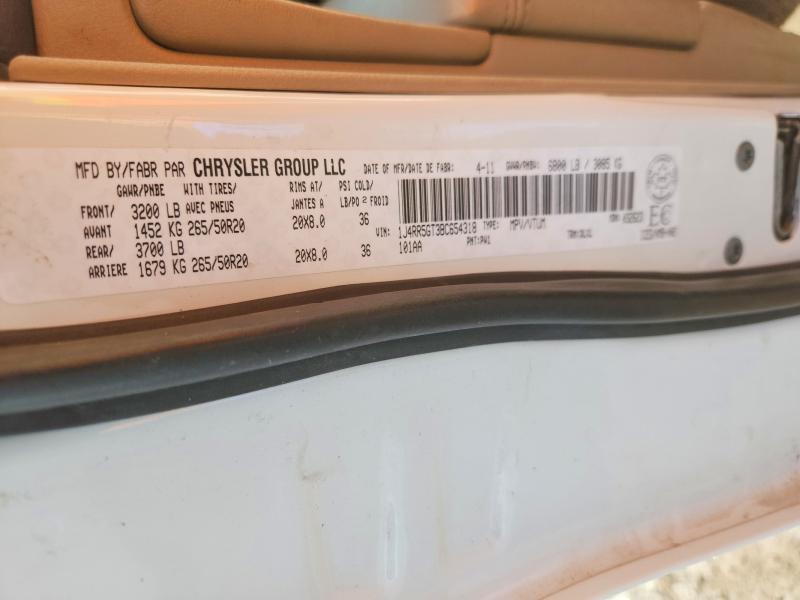 MFD BY/FABR PAR CHRYSLER GROUP LLC DATE OF MFR/DATE DE FABR: 4-11 GVWR/PNBV: 6800 LB / 3085 KG
GAWR/PNBE WITH TIRES/ RIMS AT/ PSI COLD/
FRONT/ 3200 LB AVEC PNEUS JANTES A LB/PO² FROID
AVANT 1452 KG 265/50R20 20X8.0 36
REAR/ 3700 LB
ARRIERE 1679 KG 265/50R20 20X8.0 36
VIN: 1J4RR5GT3BC654318 TYPE: MPV/VTUM
101AA PNT:PW1
EC